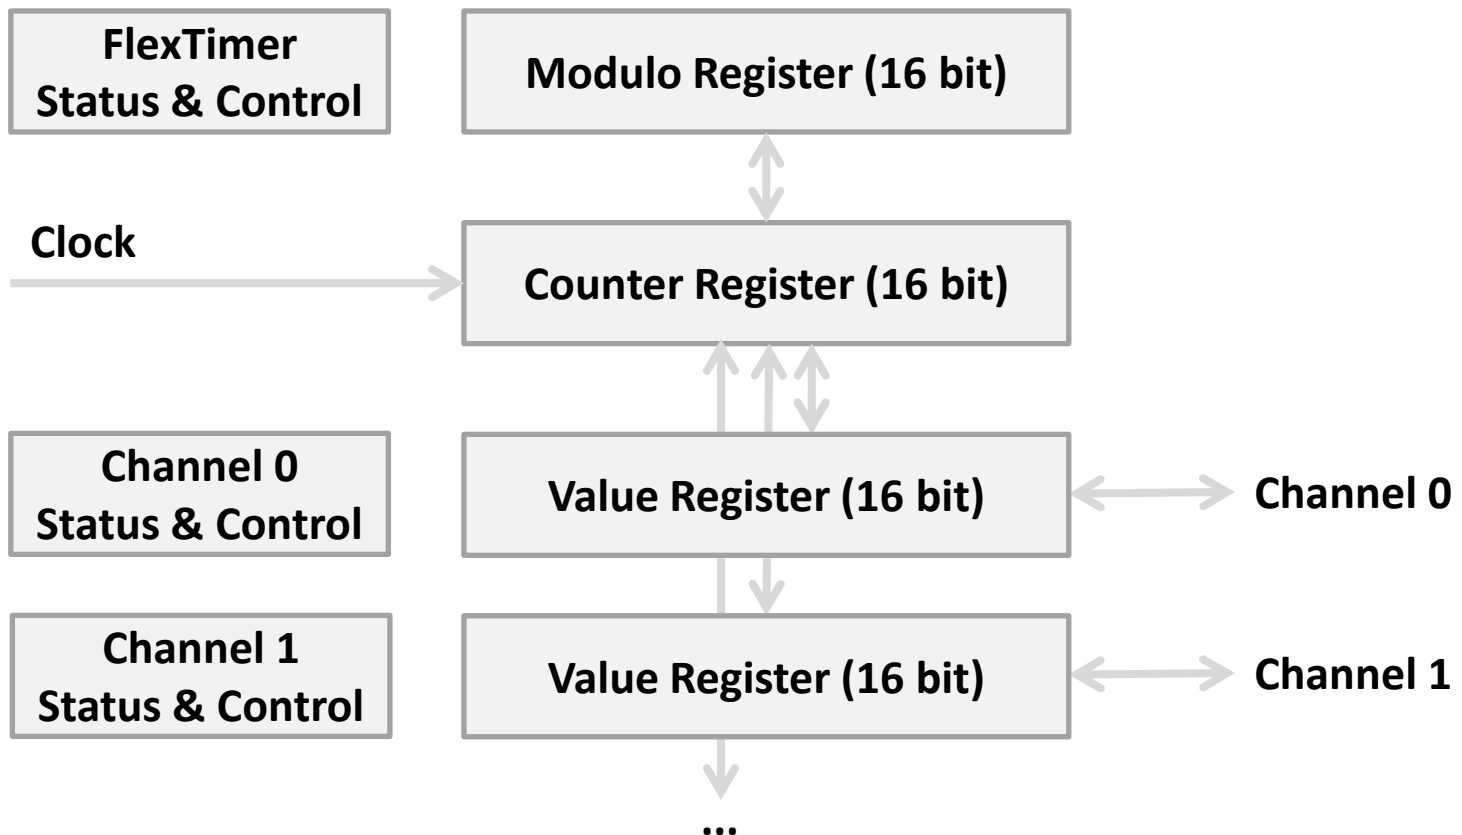 FlexTimer
Status & Control
Modulo Register (16 bit)
Clock
Counter Register (16 bit)
Channel 0
Status & Control
Value Register (16 bit)
Channel 0
Channel 1
Status & Control
Value Register (16 bit)
Channel 1
...